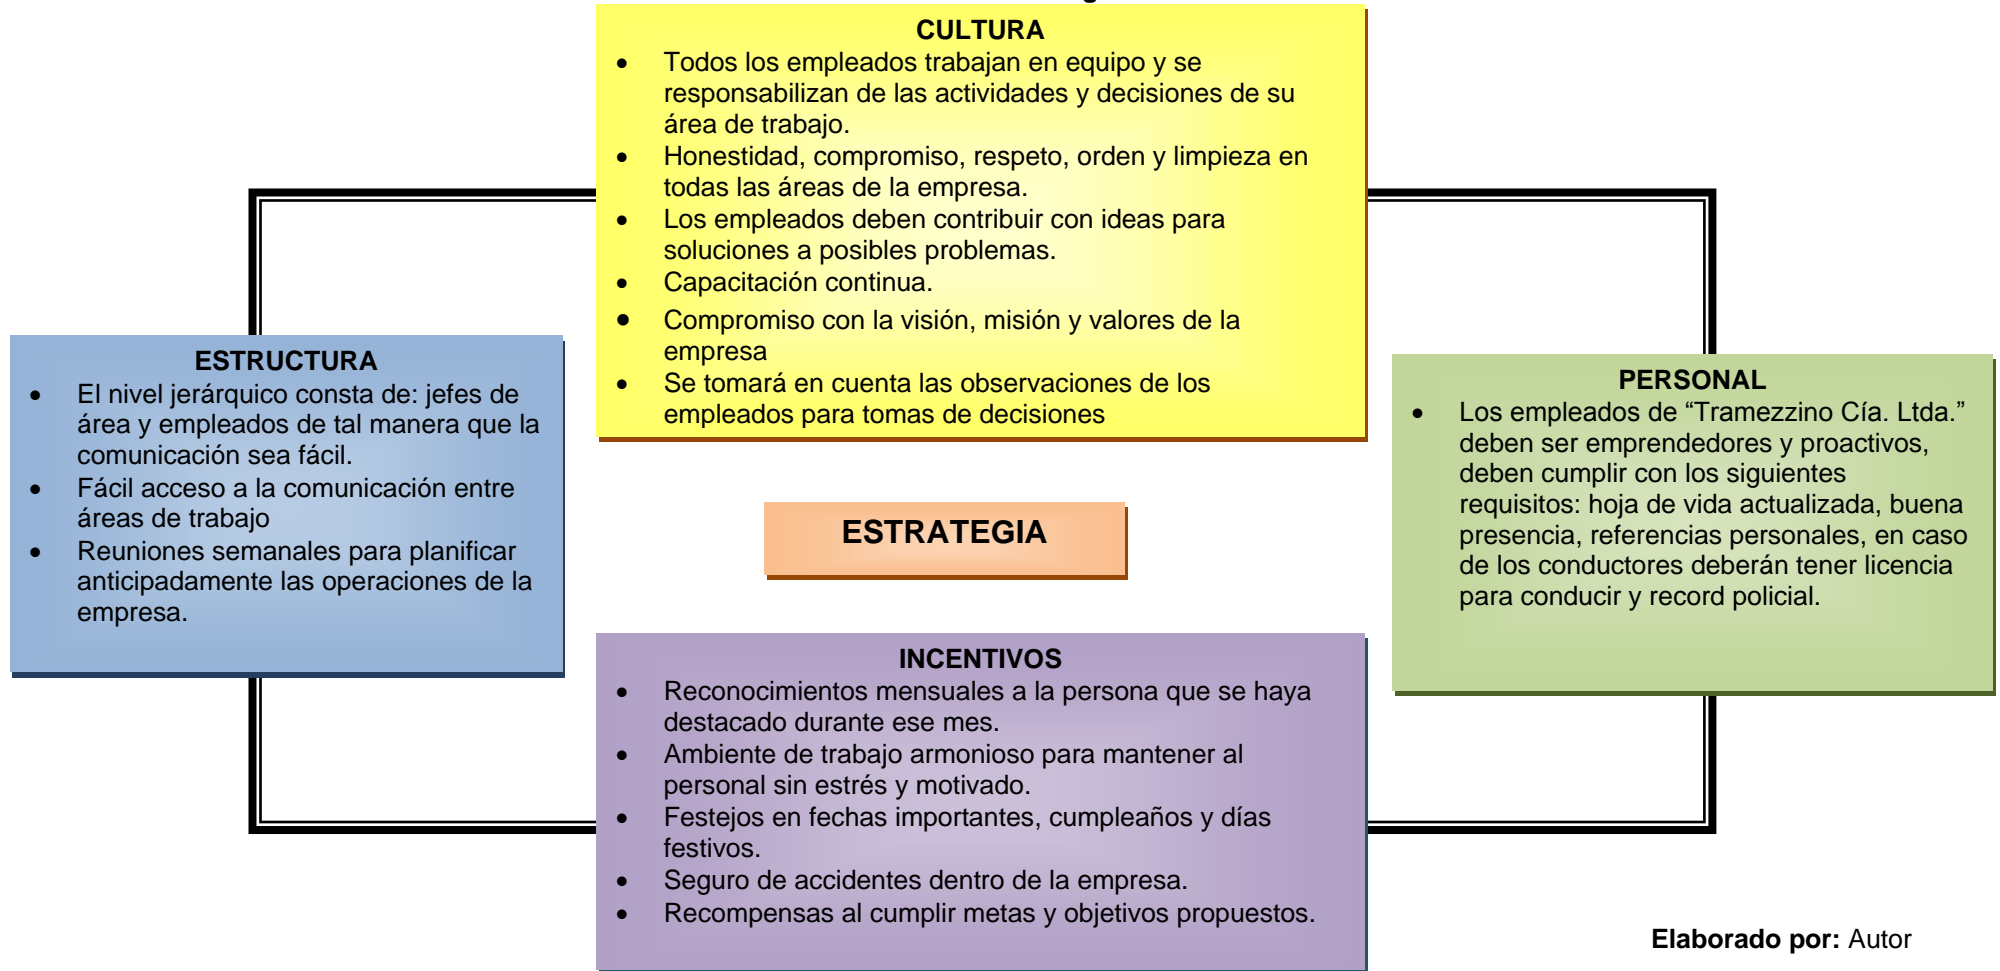 CULTURA
• Todos los empleados trabajan en equipo y se
responsabilizan de las actividades y decisiones de su
área de trabajo.
• Honestidad, compromiso, respeto, orden y limpieza en
todas las áreas de la empresa.
• Los empleados deben contribuir con ideas para
soluciones a posibles problemas.
• Capacitación continua.
• Compromiso con la visión, misión y valores de la
empresa
• Se tomará en cuenta las observaciones de los
empleados para tomas de decisiones
ESTRUCTURA
• El nivel jerárquico consta de: jefes de
área y empleados de tal manera que la
comunicación sea fácil.
• Fácil acceso a la comunicación entre
áreas de trabajo
• Reuniones semanales para planificar
anticipadamente las operaciones de la
empresa.
ESTRATEGIA
PERSONAL
• Los empleados de “Tramezzino Cía. Ltda.”
deben ser emprendedores y proactivos,
deben cumplir con los siguientes
requisitos: hoja de vida actualizada, buena
presencia, referencias personales, en caso
de los conductores deberán tener licencia
para conducir y record policial.
INCENTIVOS
• Reconocimientos mensuales a la persona que se haya
destacado durante ese mes.
• Ambiente de trabajo armonioso para mantener al
personal sin estrés y motivado.
• Festejos en fechas importantes, cumpleaños y días
festivos.
• Seguro de accidentes dentro de la empresa.
• Recompensas al cumplir metas y objetivos propuestos.
Elaborado por: Autor